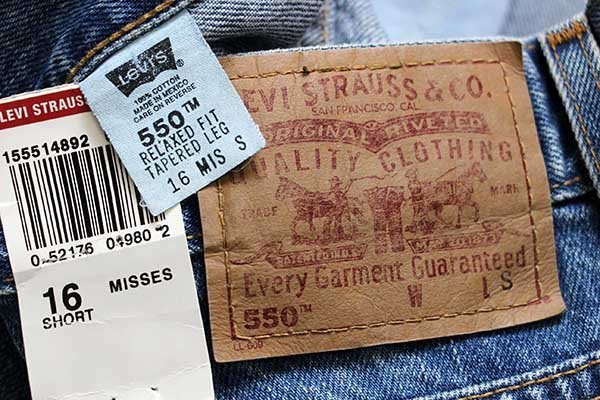 LEVI STRAUSS
155514892
0 52176 04980 2
16
SHORT
MISSES
LEVI'S
100% COTTON
MADE IN MEXICO
CARE ON REVERSE
550™
RELAXED FIT
TAPERED LEG
16 MIS S
EVI STRAUSS & CO.
SAN FRANCISCO, CAL.
ORIGINAL RIVETED
QUALITY CLOTHING
TRADE MARK
Every Garment Guaranteed
550™ W L S